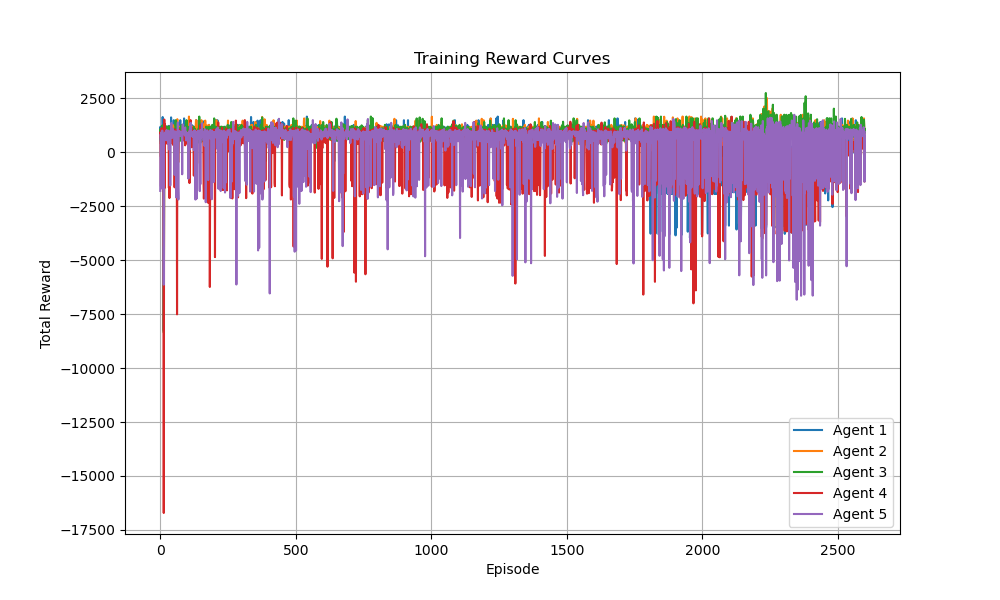 Training Reward Curves
2500
0
−2500
−5000
−7500
−10000
−12500
−15000
−17500
Total Reward
0
500
1000
1500
2000
2500
Episode
Agent 1
Agent 2
Agent 3
Agent 4
Agent 5